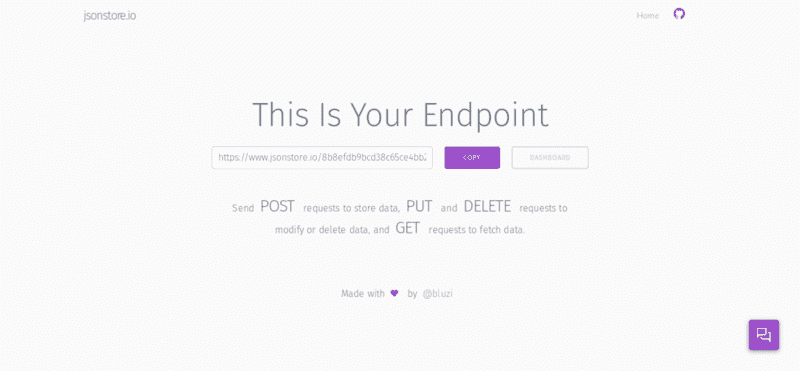 jsonstore.io Home
This Is Your Endpoint
https://www.jsonstore.io/8b8efdb9bcd38c65ce4bb2 COPY DASHBOARD
Send POST requests to store data, PUT and DELETE requests to
modify or delete data, and GET requests to fetch data.
Made with by @bluzi